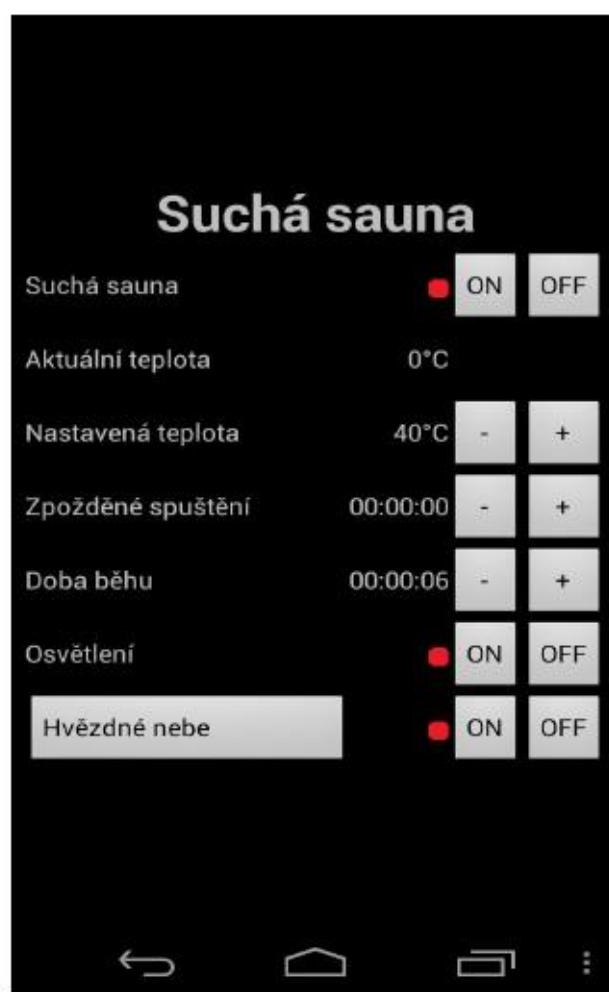 Suchá sauna
Suchá sauna ON OFF
Aktuální teplota 0°C
Nastavená teplota 40°C - +
Zpožděné spuštění 00:00:00 - +
Doba běhu 00:00:06 - +
Osvětlení ON OFF
Hvězdné nebe ON OFF